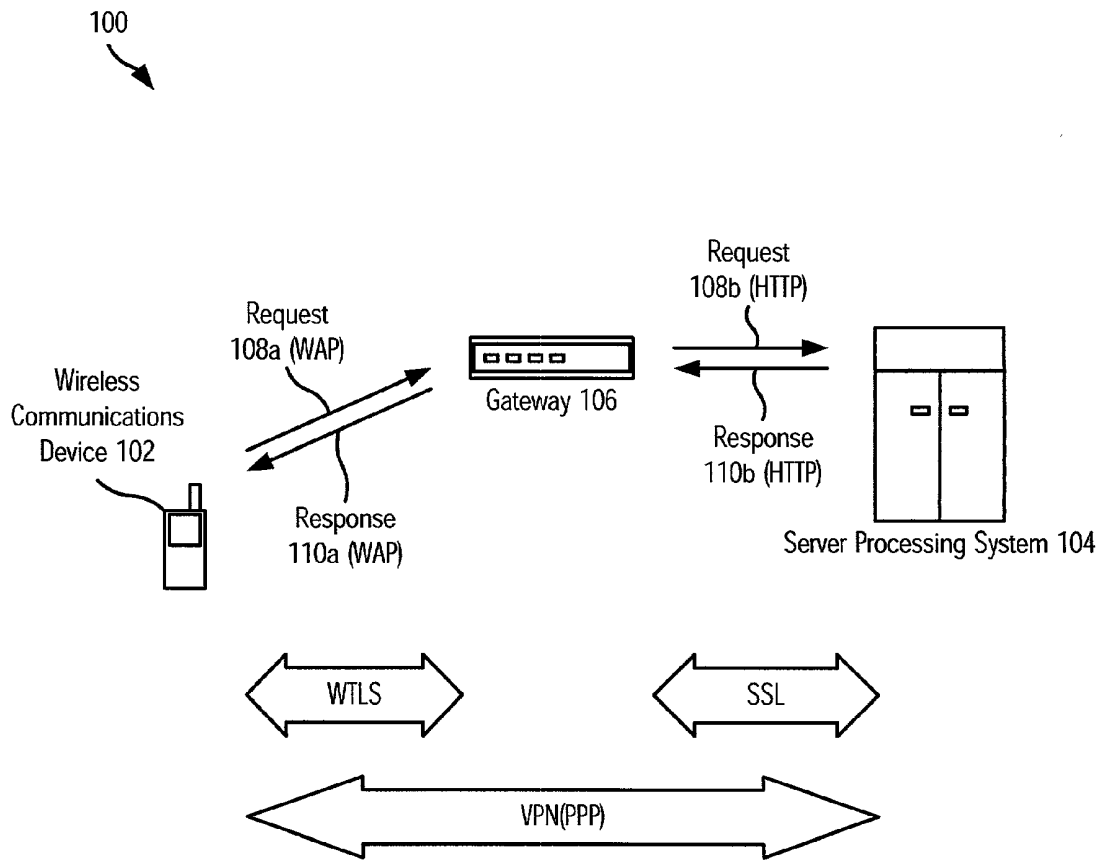 100
Request
108b (HTTP)
Request
108a (WAP)
Wireless
Communications
Device 102
Gateway 106
Response
110b (HTTP)
Response
110a (WAP)
Server Processing System 104
WTLS
SSL
VPN(PPP)